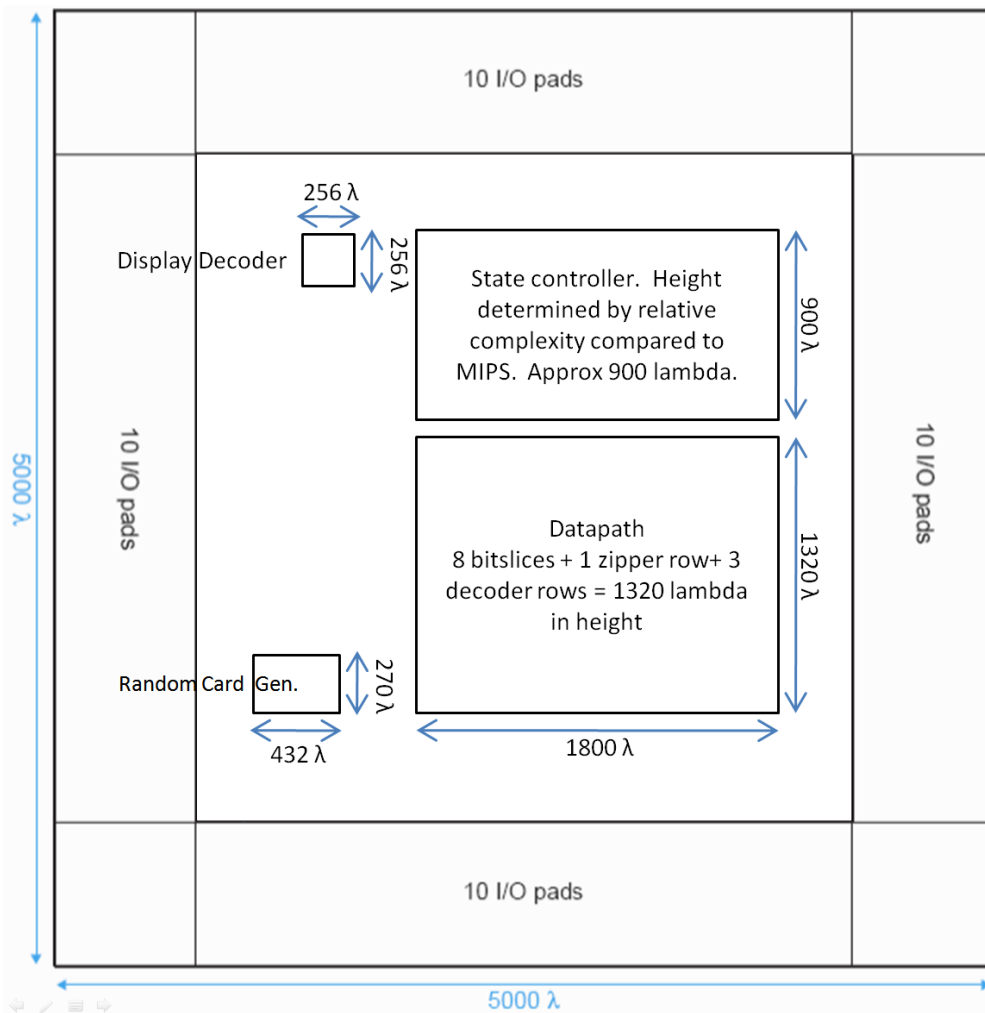 10 I/O pads
256 λ
Display Decoder
256 λ
State controller.  Height
determined by relative
complexity compared to
MIPS.  Approx 900 lambda.
900 λ
10 I/O pads
10 I/O pads
5000 λ
Datapath
8 bitslices + 1 zipper row+ 3
decoder rows = 1320 lambda
in height
1320 λ
Random Card Gen.
270 λ
432 λ
1800 λ
10 I/O pads
5000 λ